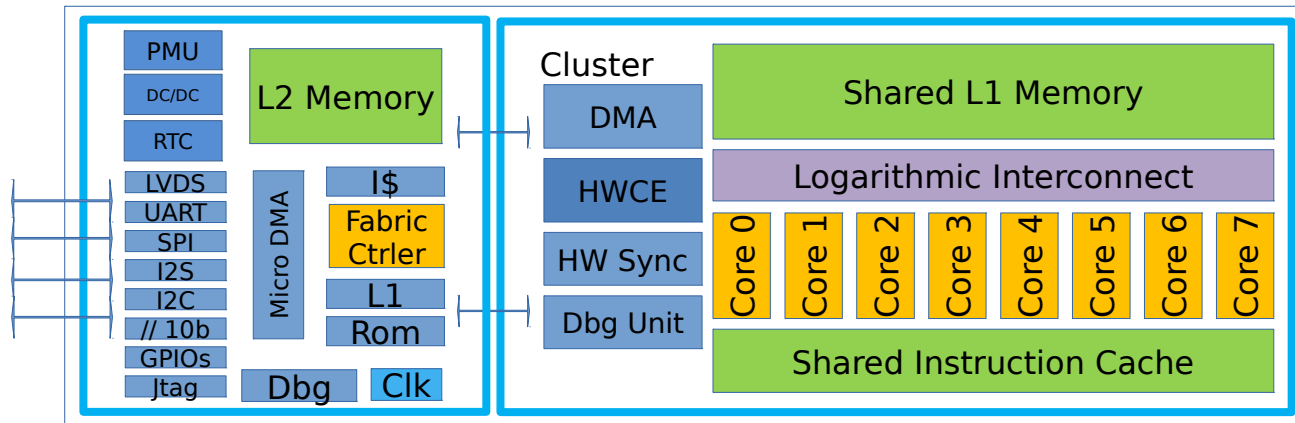 PMU
DC/DC
RTC
L2 Memory
LVDS
UART
SPI
I2S
I2C
// 10b
GPIOs
Jtag
Micro DMA
I$
Fabric
Ctrler
L1
Rom
Dbg
Clk
Cluster
DMA
HWCE
HW Sync
Dbg Unit
Shared L1 Memory
Logarithmic Interconnect
Core 0
Core 1
Core 2
Core 3
Core 4
Core 5
Core 6
Core 7
Shared Instruction Cache